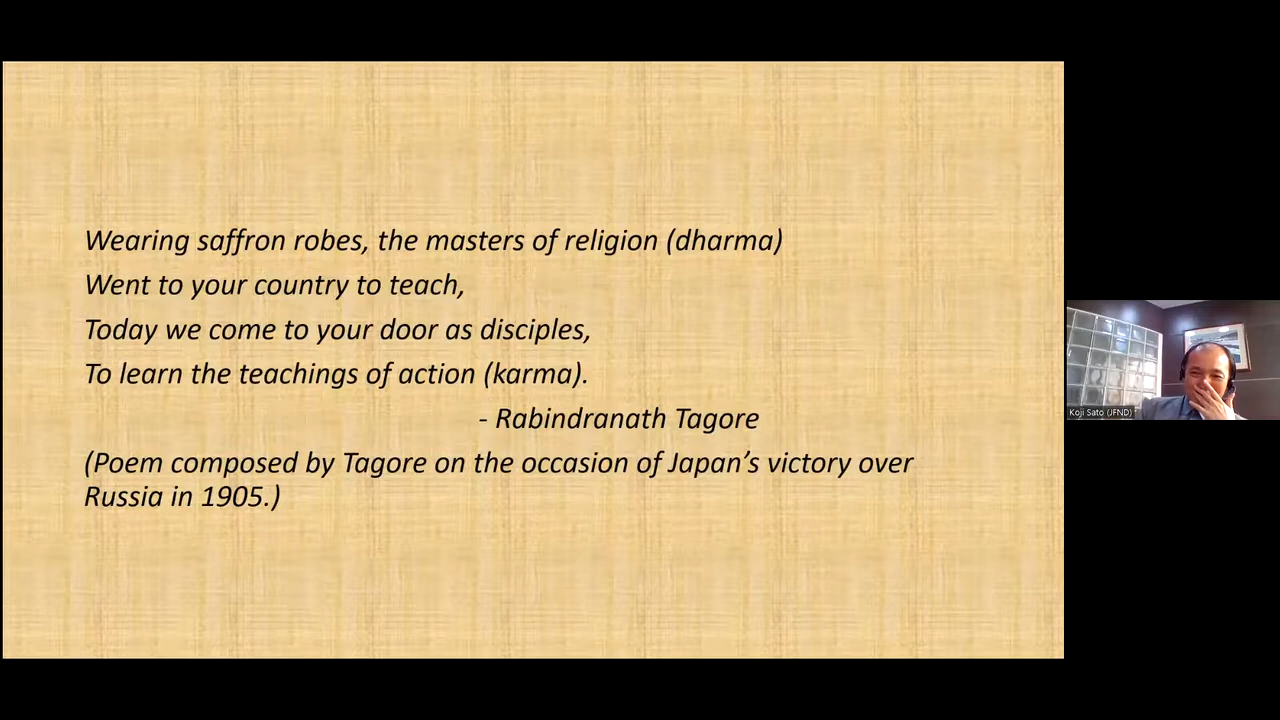 Wearing saffron robes, the masters of religion (dharma)
Went to your country to teach,
Today we come to your door as disciples,
To learn the teachings of action (karma).
- Rabindranath Tagore
(Poem composed by Tagore on the occasion of Japan’s victory over
Russia in 1905.)
Koji Sato (JFND)